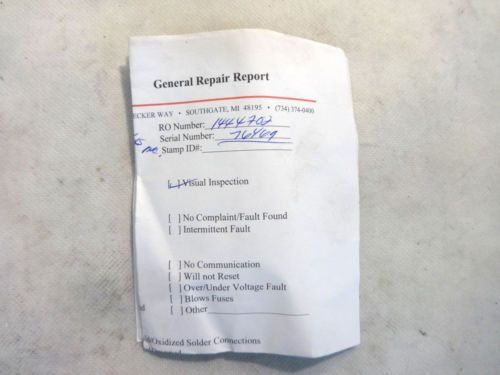 General Repair Report
ECKER WAY • SOUTHGATE, MI 48195 • (734) 374-0400
RO Number: 1444702
Serial Number: 76469
Stamp ID#:
[✓] Visual Inspection
[ ] No Complaint/Fault Found
[ ] Intermittent Fault
[ ] No Communication
[ ] Will not Reset
[ ] Over/Under Voltage Fault
[ ] Blows Fuses
[ ] Other
Oxidized Solder Connections